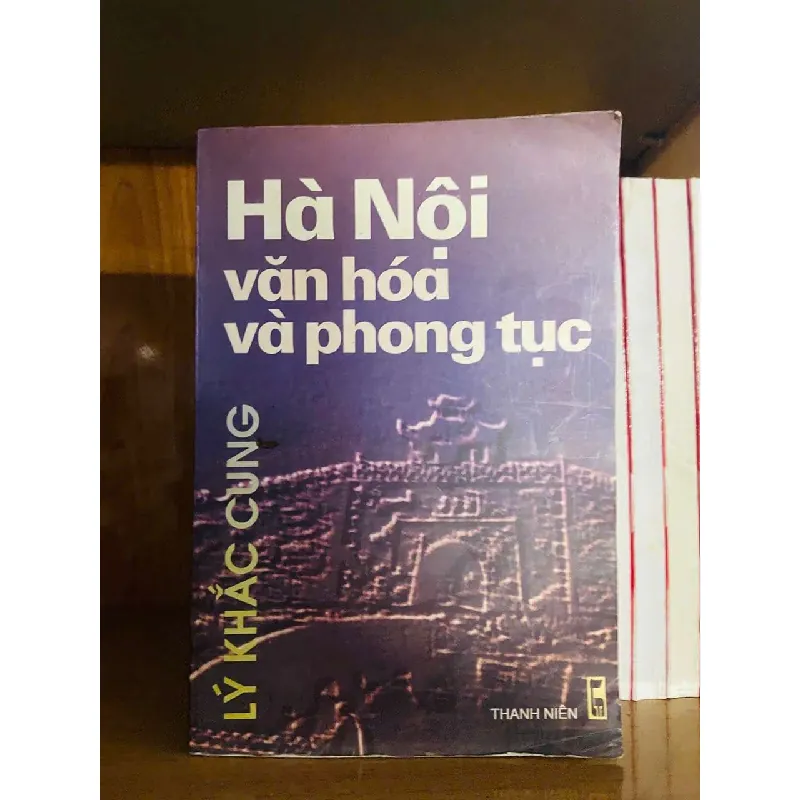 Hà Nội
văn hóa
và phong tục
LÝ KHẮC CUNG
THANH NIÊN